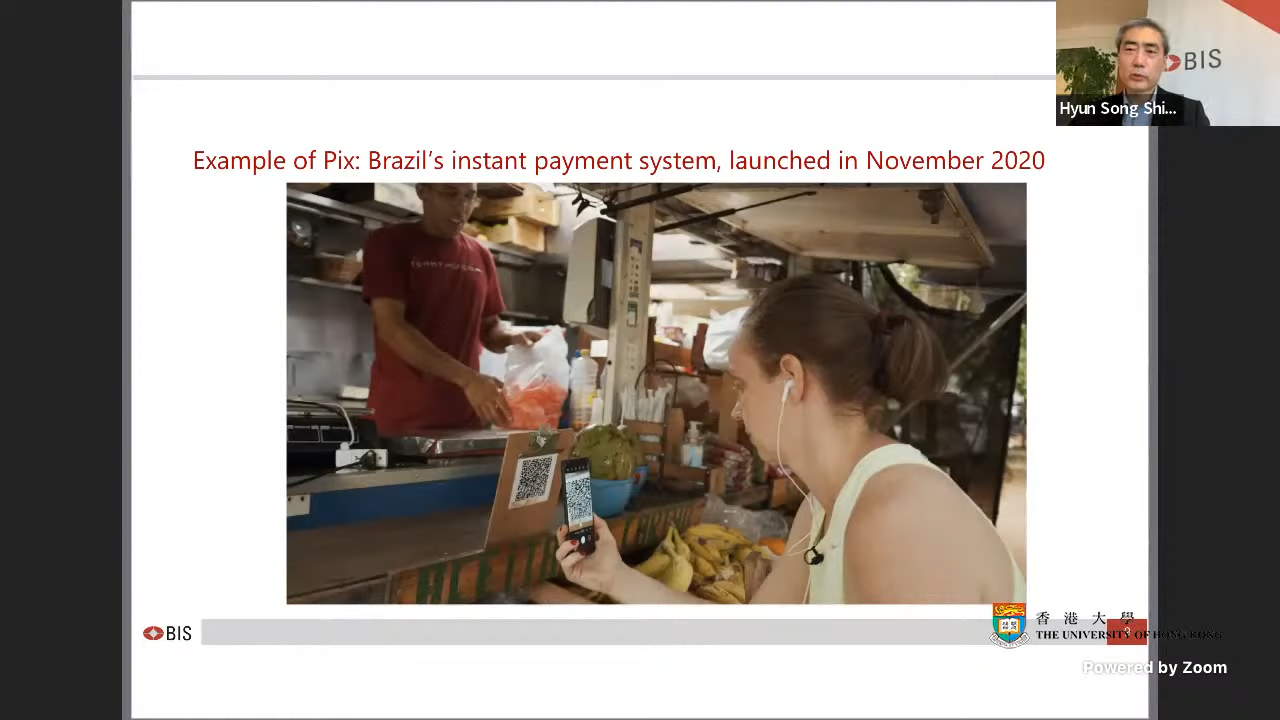 BIS
Hyun Song Shi...
Example of Pix: Brazil's instant payment system, launched in November 2020
BIS
香 港 大 學
THE UNIVERSITY OF HONG KONG
9
Powered by Zoom